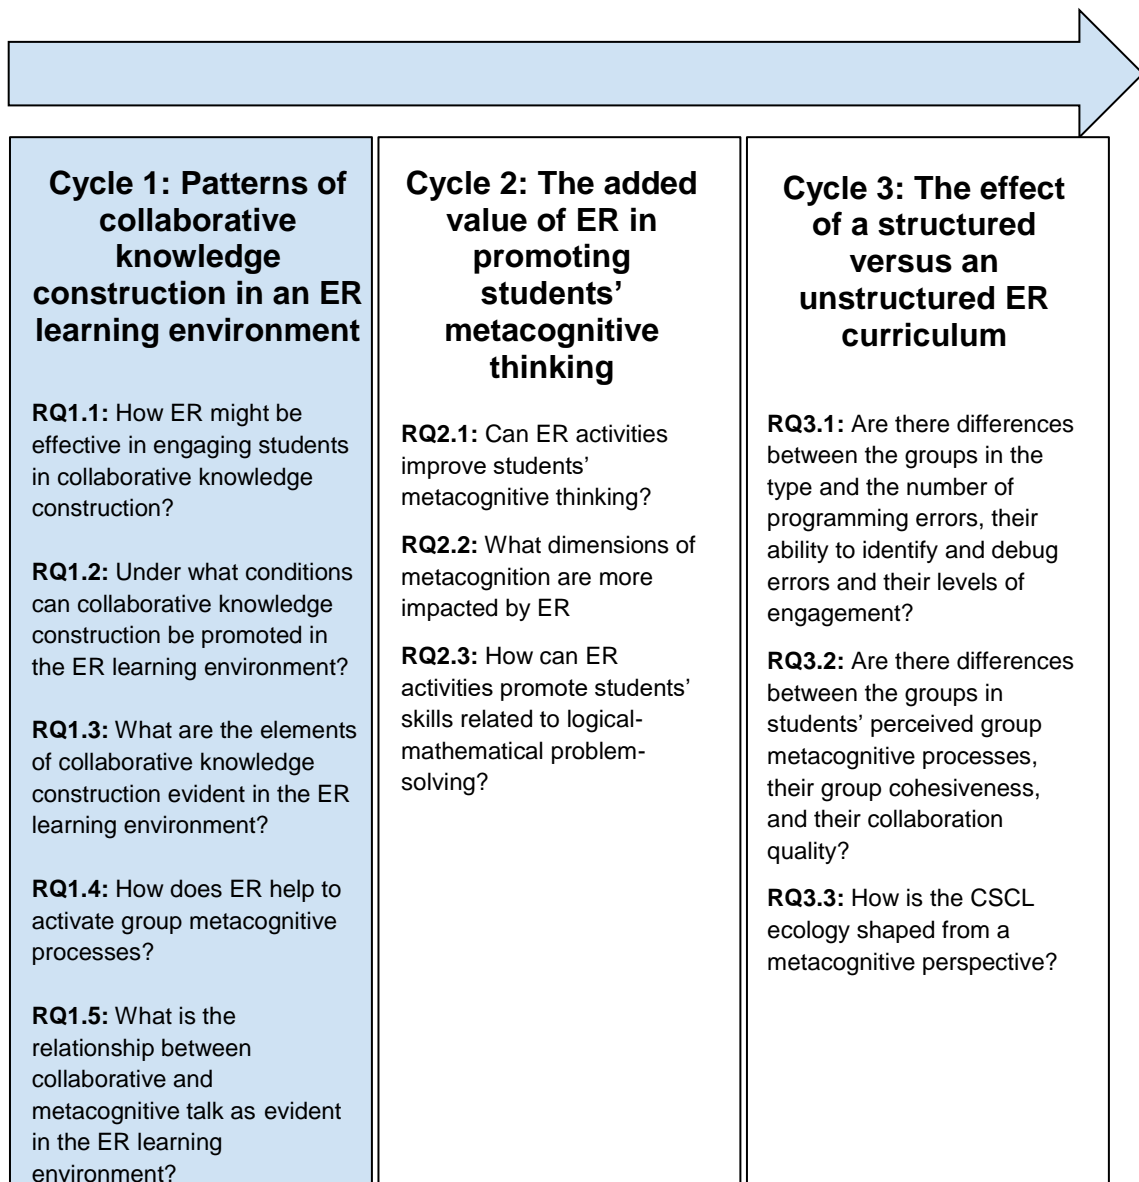 Cycle 1: Patterns of
collaborative
knowledge
construction in an ER
learning environment
RQ1.1: How ER might be
effective in engaging students
in collaborative knowledge
construction?
RQ1.2: Under what conditions
can collaborative knowledge
construction be promoted in
the ER learning environment?
RQ1.3: What are the elements
of collaborative knowledge
construction evident in the ER
learning environment?
RQ1.4: How does ER help to
activate group metacognitive
processes?
RQ1.5: What is the
relationship between
collaborative and
metacognitive talk as evident
in the ER learning
environment?
Cycle 2: The added
value of ER in
promoting
students’
metacognitive
thinking
RQ2.1: Can ER activities
improve students’
metacognitive thinking?
RQ2.2: What dimensions of
metacognition are more
impacted by ER
RQ2.3: How can ER
activities promote students’
skills related to logical-
mathematical problem-
solving?
Cycle 3: The effect
of a structured
versus an
unstructured ER
curriculum
RQ3.1: Are there differences
between the groups in the
type and the number of
programming errors, their
ability to identify and debug
errors and their levels of
engagement?
RQ3.2: Are there differences
between the groups in
students’ perceived group
metacognitive processes,
their group cohesiveness,
and their collaboration
quality?
RQ3.3: How is the CSCL
ecology shaped from a
metacognitive perspective?